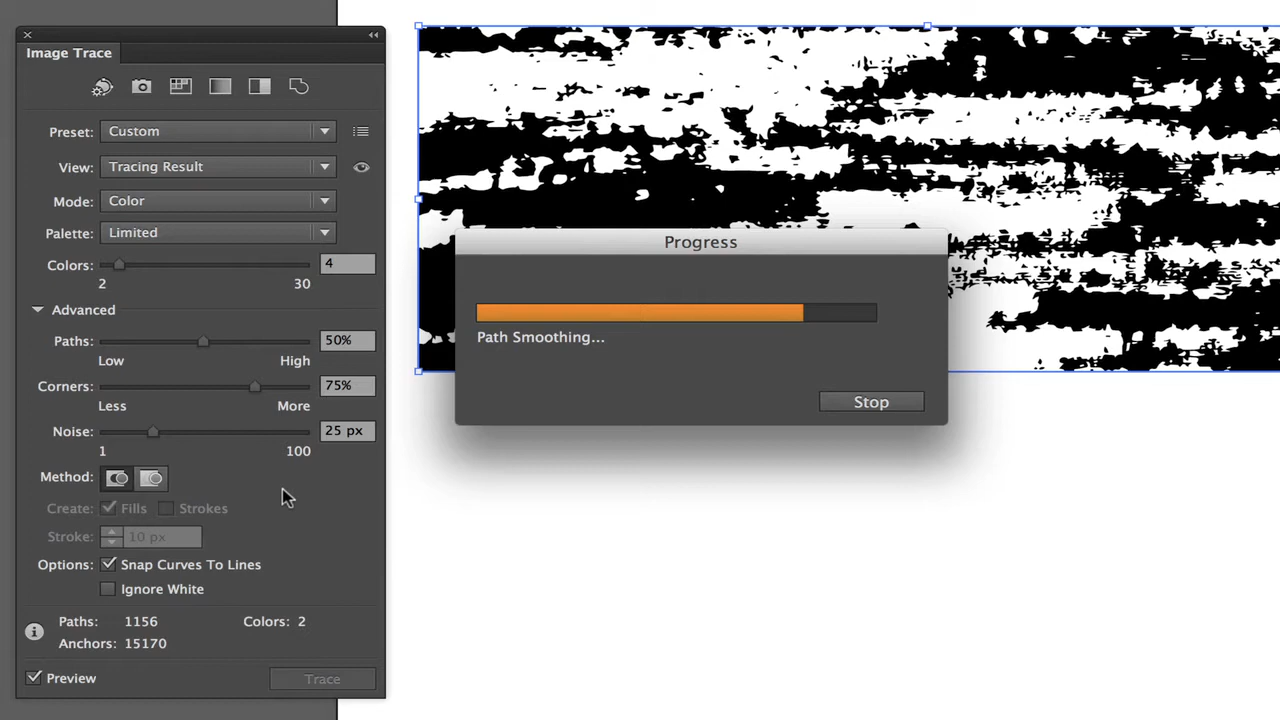 Image Trace
Preset: Custom
View: Tracing Result
Mode: Color
Palette: Limited
Colors: 4
2 30
Advanced
Paths: 50%
Low High
Corners: 75%
Less More
Noise: 25 px
1 100
Method:
Create: Fills Strokes
Stroke: 10 px
Options: Snap Curves To Lines
Ignore White
Paths: 1156 Colors: 2
Anchors: 15170
Preview Trace
Progress
Path Smoothing...
Stop